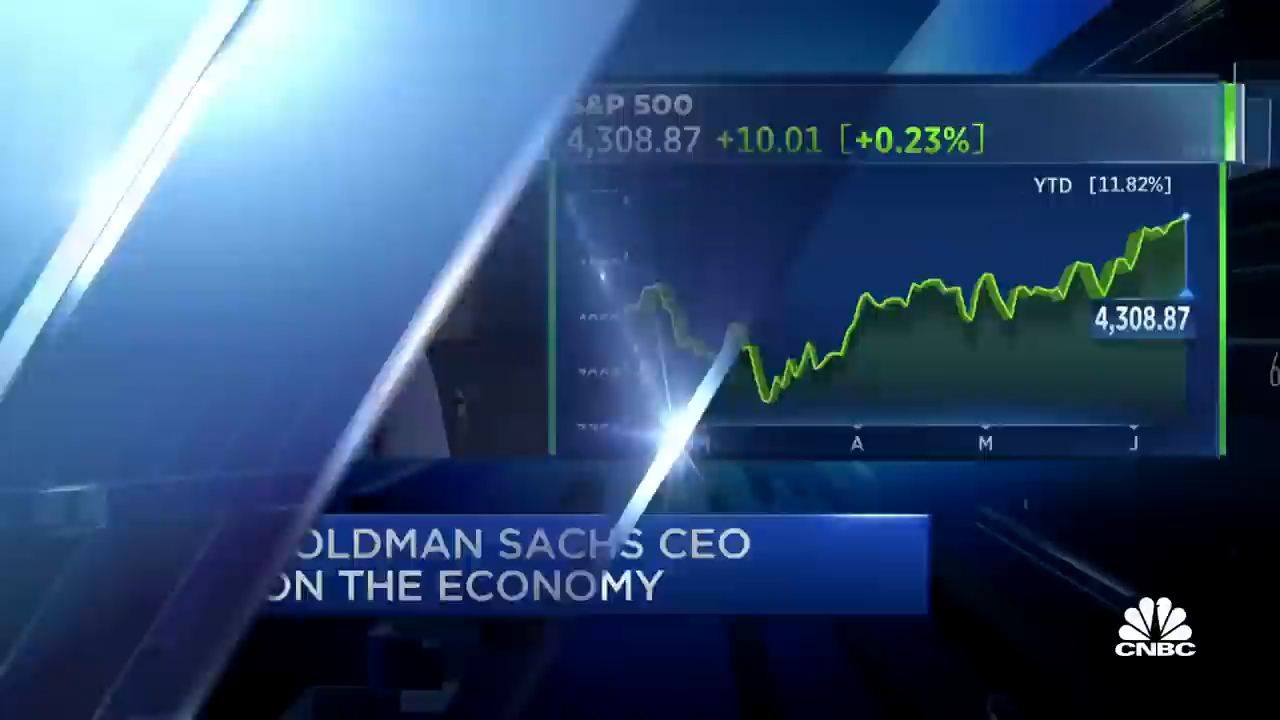 S&P 500
4,308.87 +10.01 [+0.23%]
YTD [11.82%]
4,308.87
A M J
OLDMAN SACHS CEO
ON THE ECONOMY
CNBC